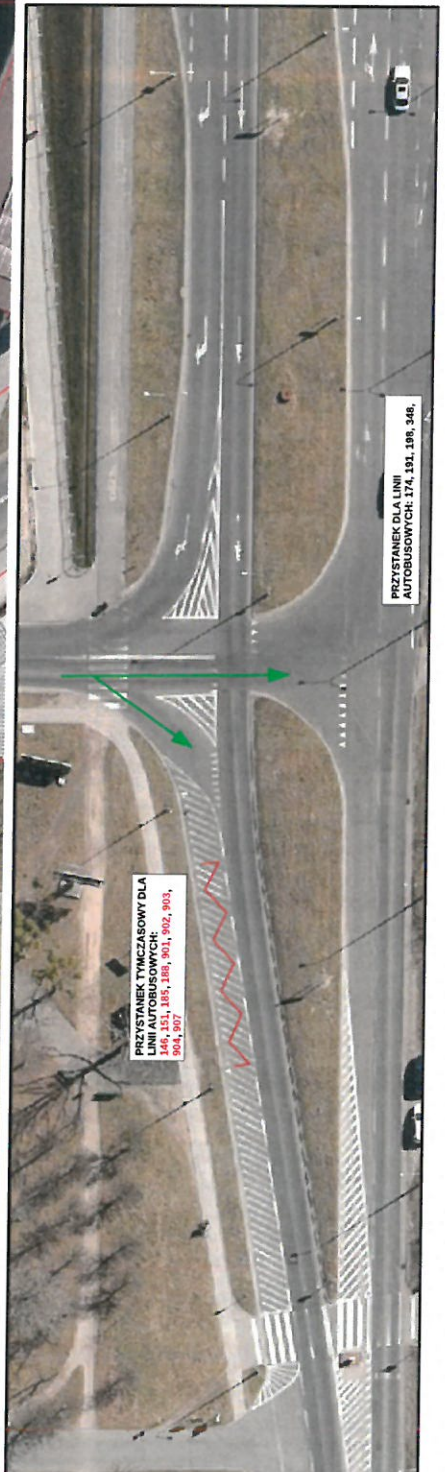 PRZYSTANEK TYMCZASOWY DLA
LINII AUTOBUSOWYCH:
146, 151, 185, 188, 901, 902, 903,
904, 907
PRZYSTANEK DLA LINII
AUTOBUSOWYCH: 174, 191, 198, 348,